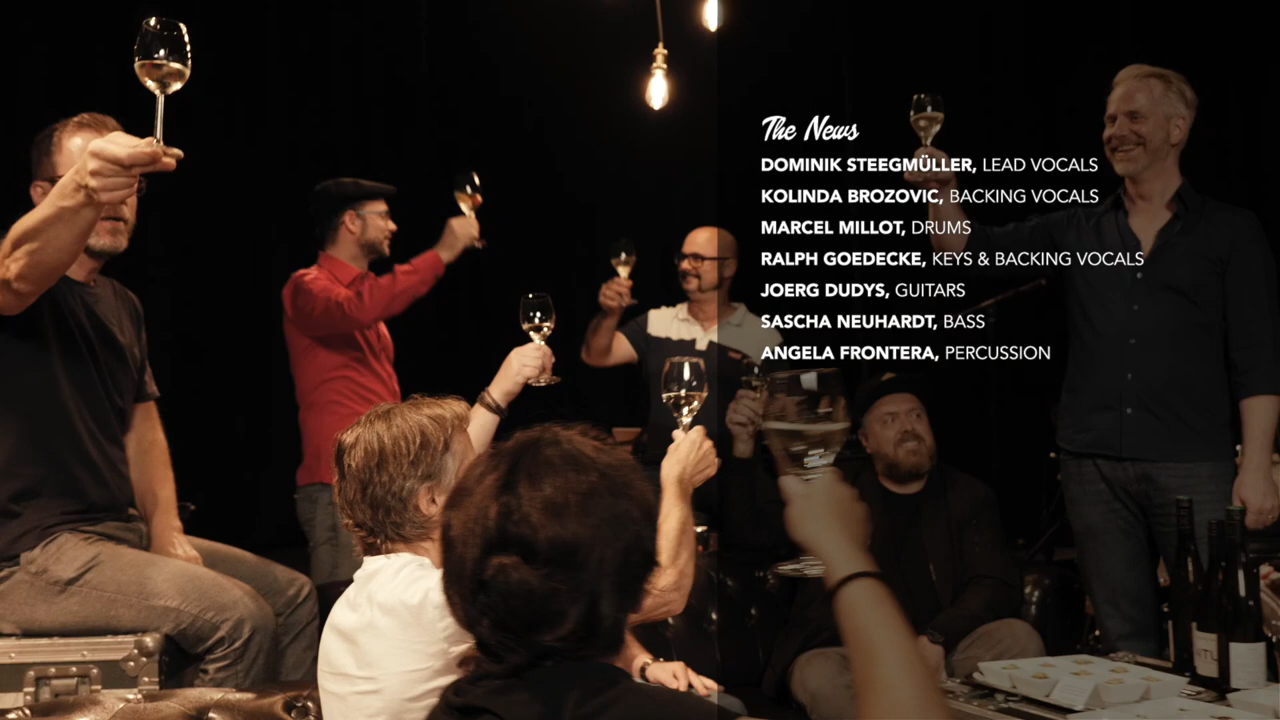 The News
DOMINIK STEEGMÜLLER, LEAD VOCALS
KOLINDA BROZOVIC, BACKING VOCALS
MARCEL MILLOT, DRUMS
RALPH GOEDECKE, KEYS & BACKING VOCALS
JOERG DUDYS, GUITARS
SASCHA NEUHARDT, BASS
ANGELA FRONTERA, PERCUSSION